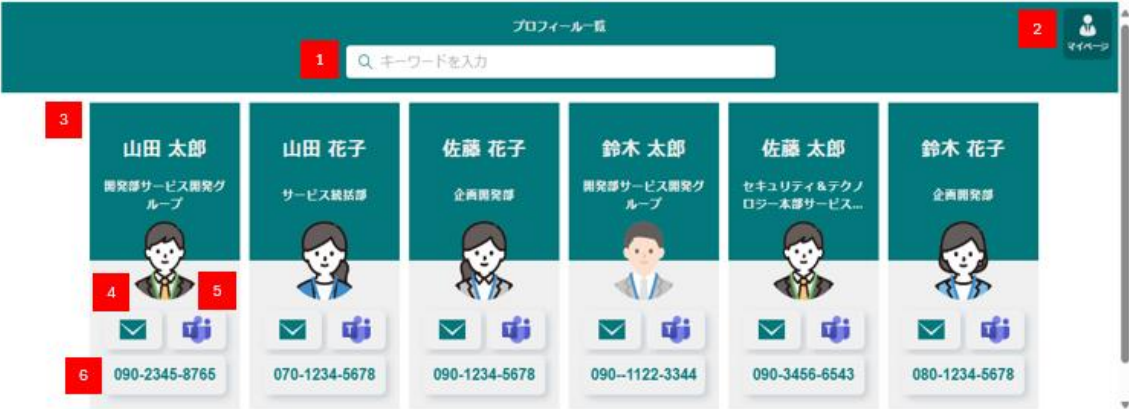 プロフィール一覧
2
マイページ
1
キーワードを入力
3
山田 太郎
開発部サービス開発グ
ループ
山田 花子
サービス統括部
佐藤 花子
企画開発部
鈴木 太郎
開発部サービス開発グ
ループ
佐藤 太郎
セキュリティ&テクノ
ロジー本部サービス...
鈴木 花子
企画開発部
4
5
6
090-2345-8765
070-1234-5678
090-1234-5678
090--1122-3344
090-3456-6543
080-1234-5678